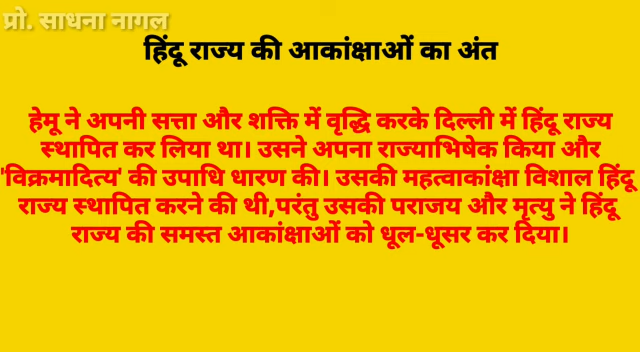 प्रो. साधना नागल
हिंदू राज्य की आकांक्षाओं का अंत
हेमू ने अपनी सत्ता और शक्ति में वृद्धि करके दिल्ली में हिंदू राज्य
स्थापित कर लिया था। उसने अपना राज्याभिषेक किया और
'विक्रमादित्य' की उपाधि धारण की। उसकी महत्वाकांक्षा विशाल हिंदू
राज्य स्थापित करने की थी,परंतु उसकी पराजय और मृत्यु ने हिंदू
राज्य की समस्त आकांक्षाओं को धूल-धूसर कर दिया।